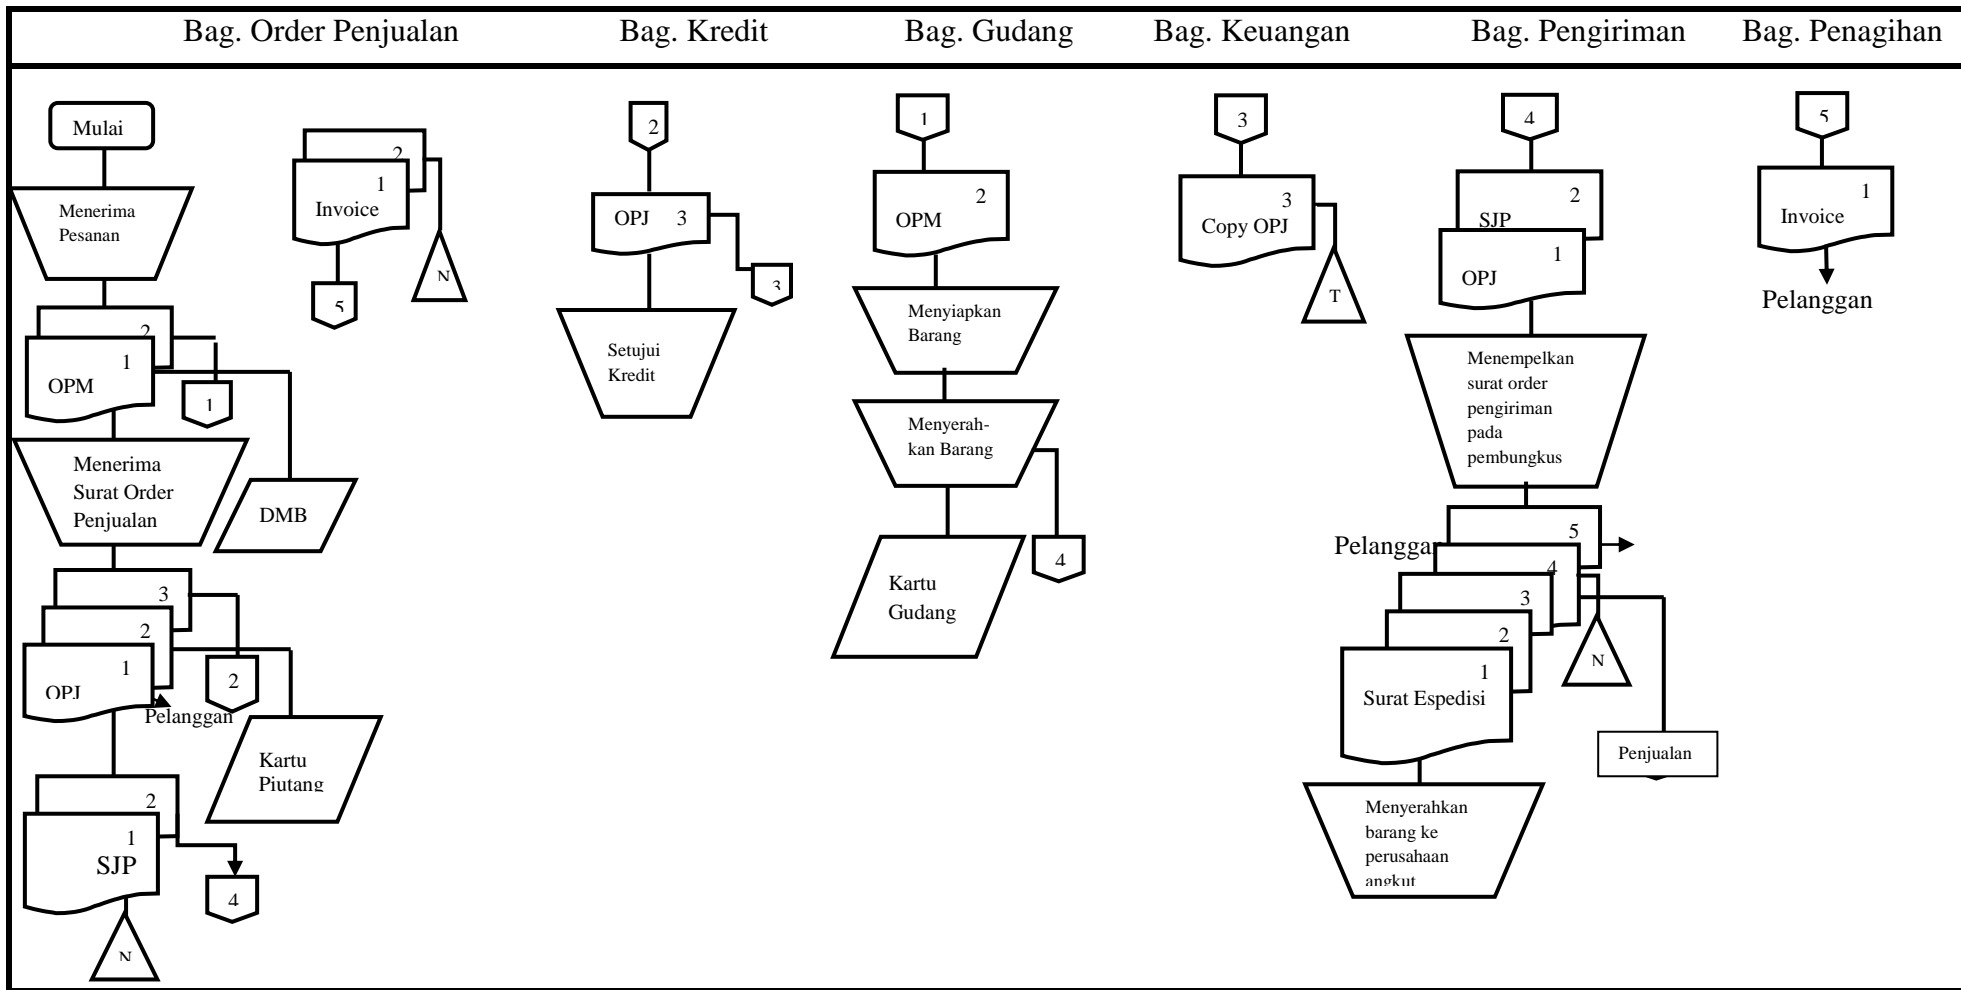 Bag. Order Penjualan
Bag. Kredit
Bag. Gudang
Bag. Keuangan
Bag. Pengiriman
Bag. Penagihan
Mulai
Menerima
Pesanan
2
1
OPM
1
Menerima
Surat Order
Penjualan
DMB
3
2
1
OPJ
Pelanggan
2
Kartu
Piutang
2
1
SJP
4
N
2
1
Invoice
N
5
2
OPJ 3
3
Setujui
Kredit
1
2
OPM
Menyiapkan
Barang
Menyerah-
kan Barang
4
Kartu
Gudang
3
3
Copy OPJ
T
4
2
SJP
1
OPJ
Menempelkan
surat order
pengiriman
pada
pembungkus
5
Pelanggan
4
3
2
1
Surat Espedisi
N
Penjualan
Menyerahkan
barang ke
perusahaan
angkut
5
1
Invoice
Pelanggan